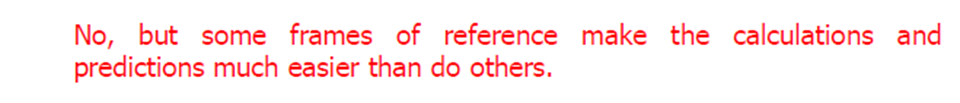 No, but some frames of reference make the calculations and
predictions much easier than do others.